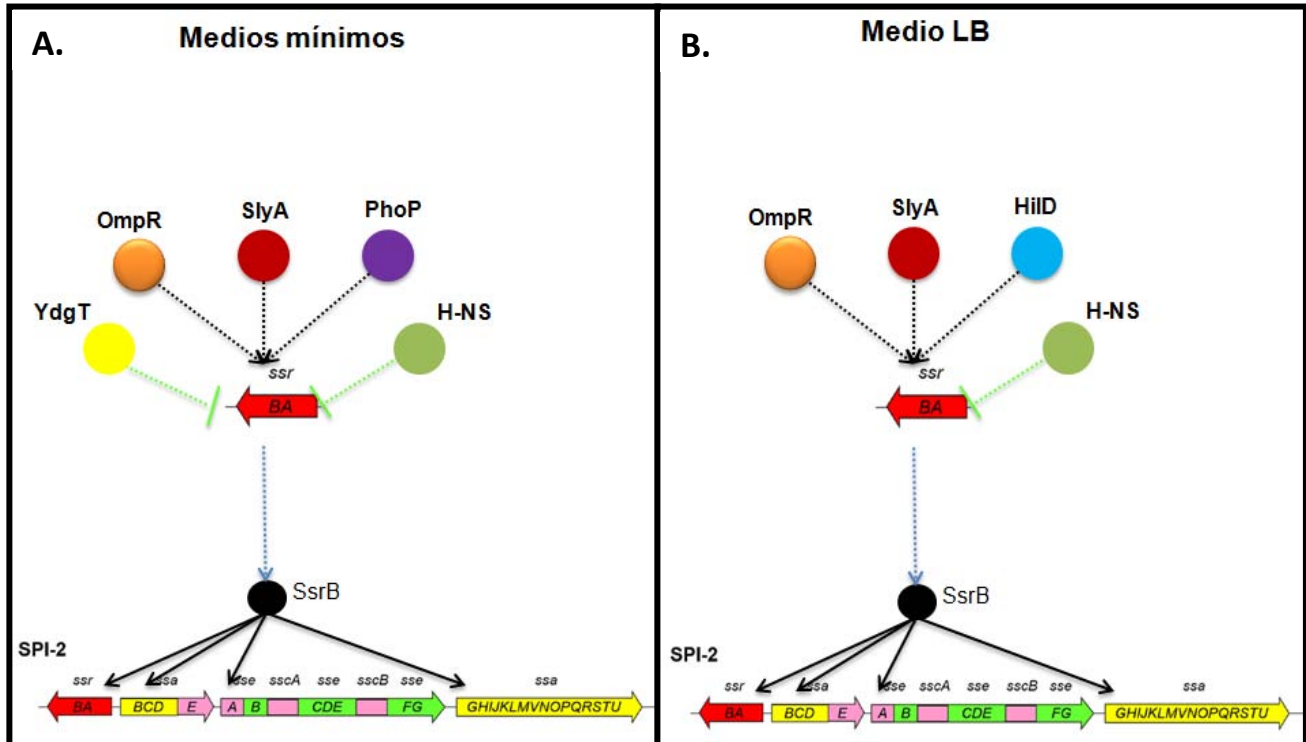 A.
Medios mínimos
OmpR
SlyA
PhoP
YdgT
H-NS
ssr
BA
SsrB
SPI-2
ssr ssa sse sscA sse sscB sse ssa
BA BCD E A B CDE FG GHIJKLMVNOPQRSTU
B.
Medio LB
OmpR
SlyA
HilD
H-NS
ssr
BA
SsrB
SPI-2
ssr ssa sse sscA sse sscB sse ssa
BA BCD E A B CDE FG GHIJKLMVNOPQRSTU